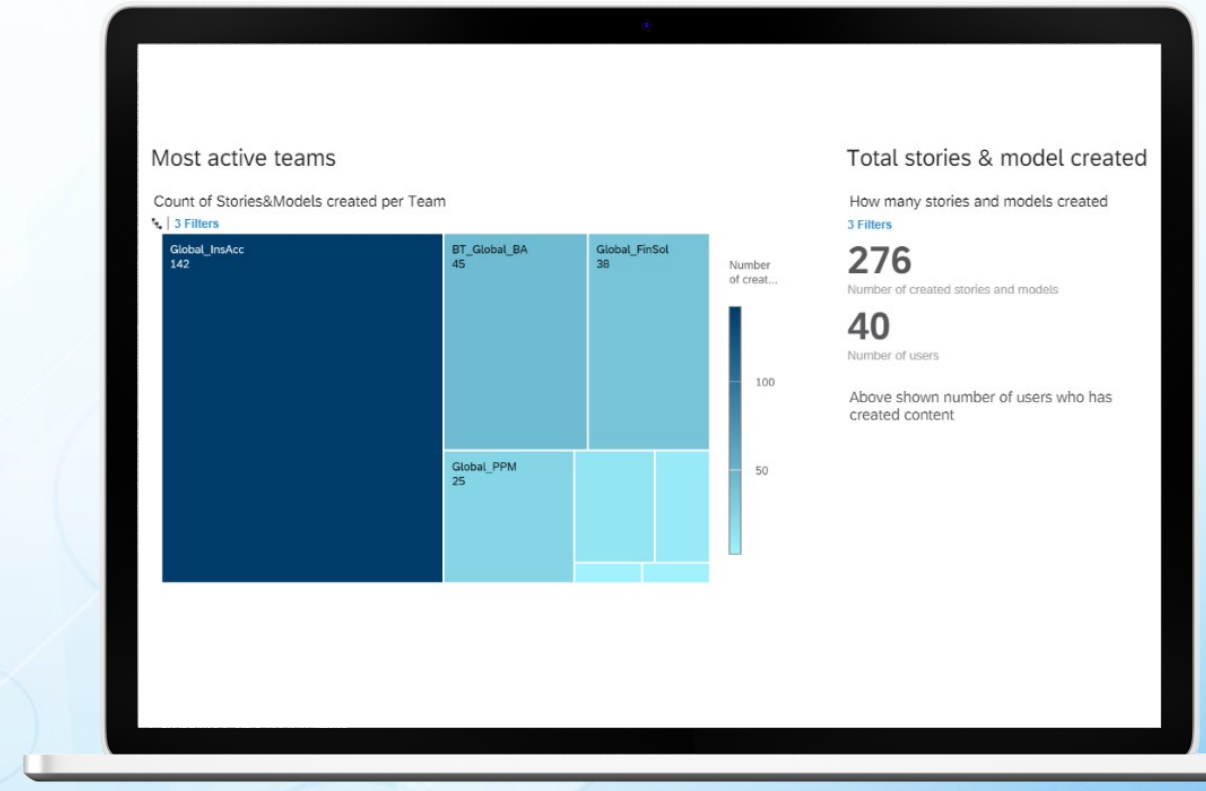 Most active teams
Count of Stories&Models created per Team
3 Filters
Global_InsAcc
142
BT_Global_BA
45
Global_FinSol
38
Global_PPM
25
Number
of creat...
100
50
Total stories & model created
How many stories and models created
3 Filters
276
Number of created stories and models
40
Number of users
Above shown number of users who has
created content